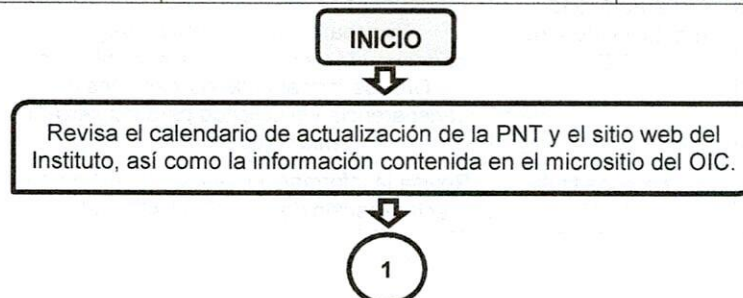 INICIO
Revisa el calendario de actualización de la PNT y el sitio web del
Instituto, así como la información contenida en el micrositio del OIC.
1